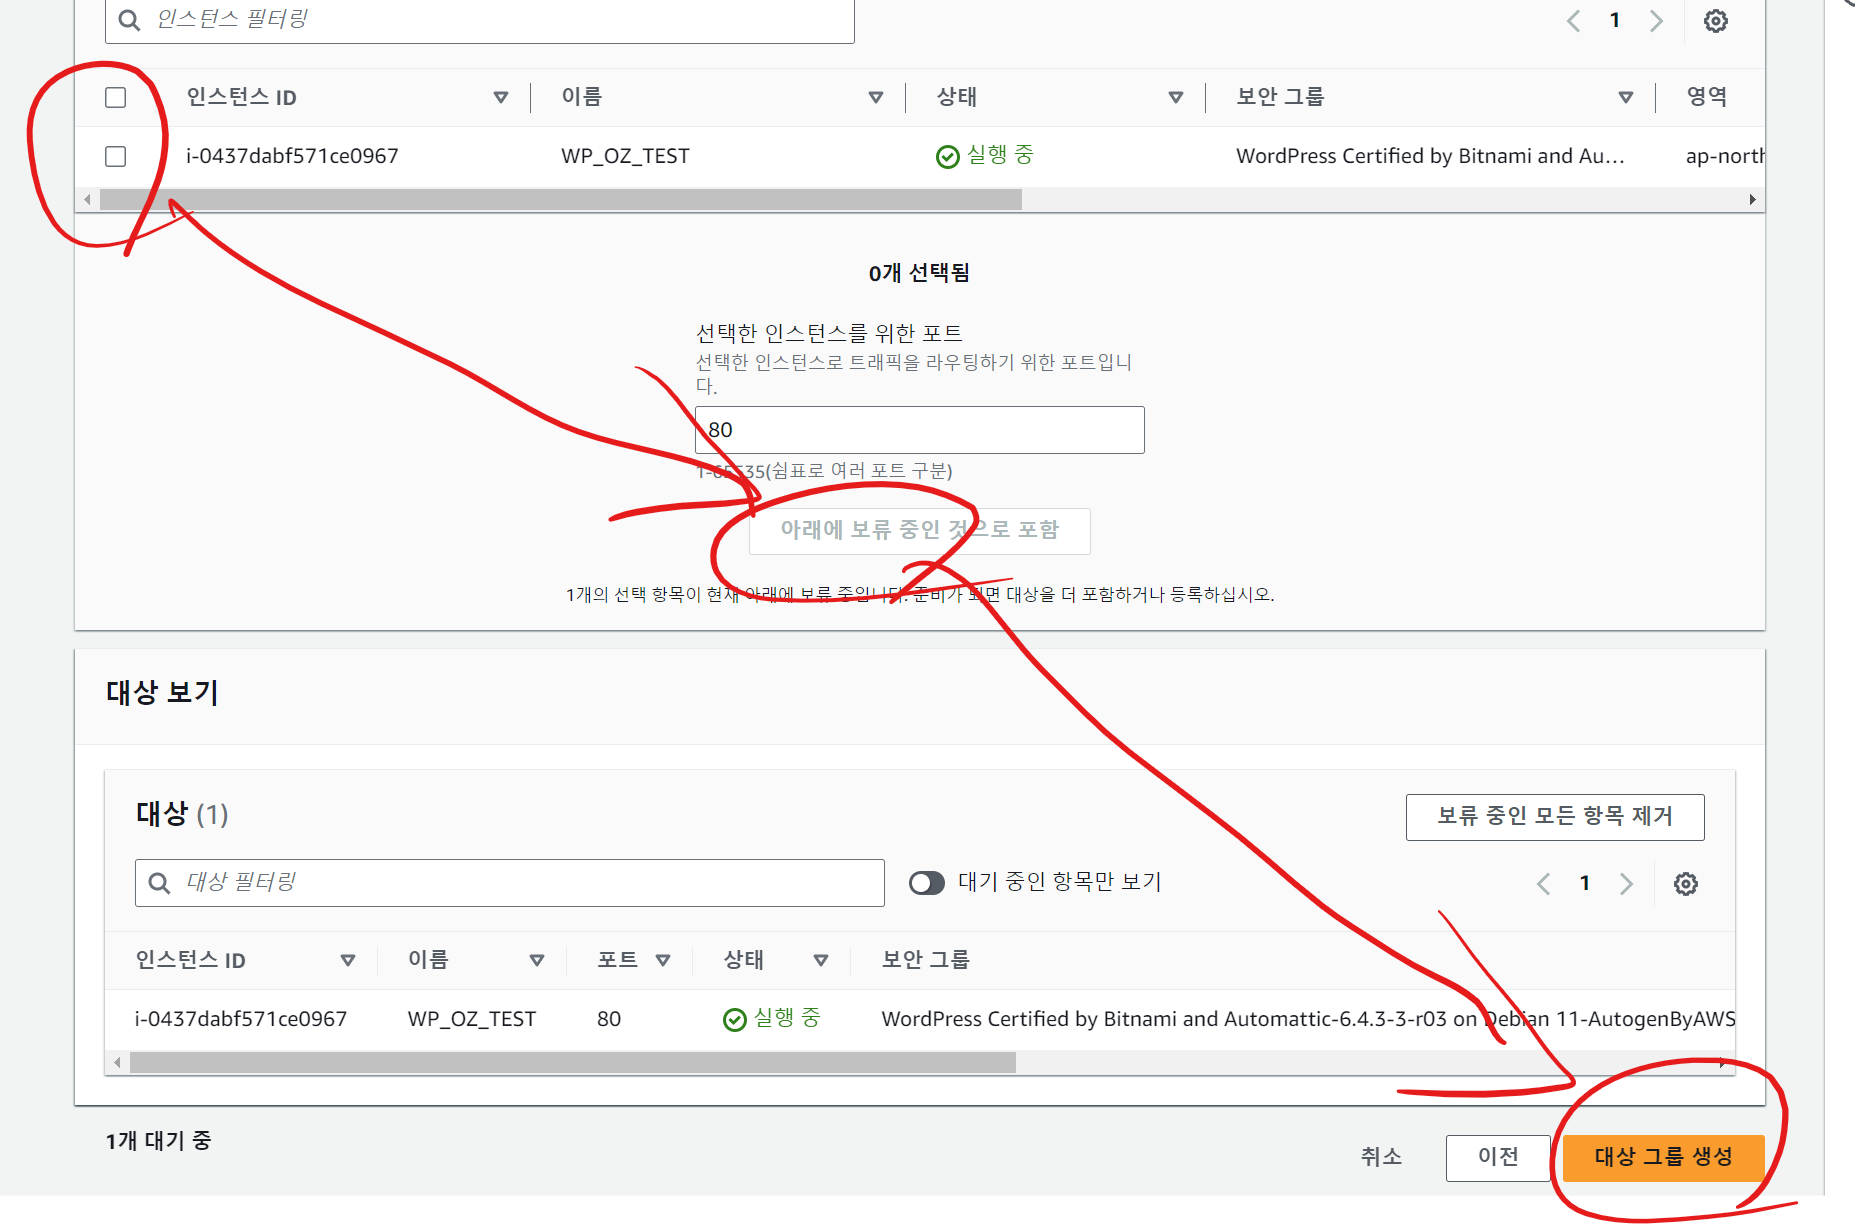 인스턴스 필터링
1
인스턴스 ID 이름 상태 보안 그룹 영역
i-0437dabf571ce0967 WP_OZ_TEST 실행 중 WordPress Certified by Bitnami and Au... ap-north
0개 선택됨
선택한 인스턴스를 위한 포트
선택한 인스턴스로 트래픽을 라우팅하기 위한 포트입니
다.
80
1-65535(쉼표로 여러 포트 구분)
아래에 보류 중인 것으로 포함
1개의 선택 항목이 현재 아래에 보류 중입니다. 준비가 되면 대상을 더 포함하거나 등록하십시오.
대상 보기
대상 (1)
보류 중인 모든 항목 제거
대상 필터링
대기 중인 항목만 보기
1
인스턴스 ID 이름 포트 상태 보안 그룹
i-0437dabf571ce0967 WP_OZ_TEST 80 실행 중 WordPress Certified by Bitnami and Automattic-6.4.3-3-r03 on Debian 11-AutogenByAWS
1개 대기 중
취소 이전 대상 그룹 생성